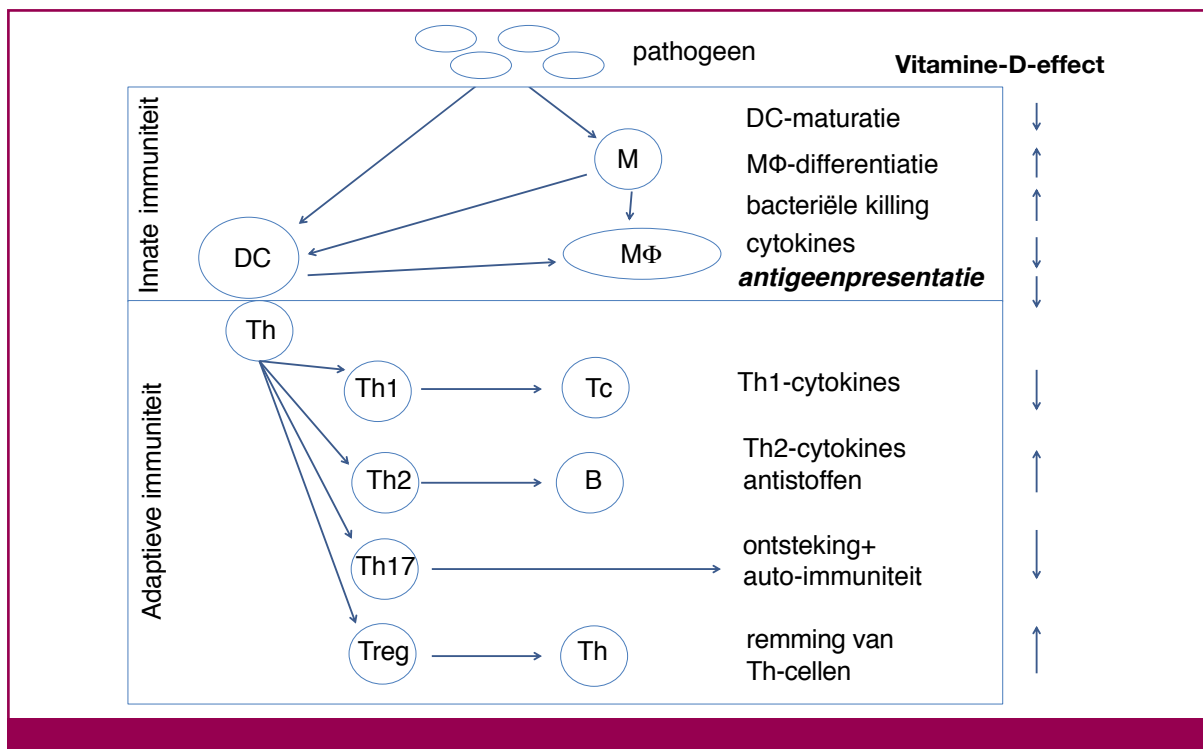 pathogeen
Vitamine-D-effect
Innate immuniteit
DC-maturatie
↓
M
MΦ-differentiatie
↑
bacteriële killing
↑
DC
MΦ
cytokines
↓
antigeenpresentatie
↓
Adaptieve immuniteit
Th
Th1
Tc
Th1-cytokines
↓
Th2
B
Th2-cytokines
antistoffen
↑
Th17
ontsteking+
auto-immuniteit
↓
Treg
Th
remming van
Th-cellen
↑